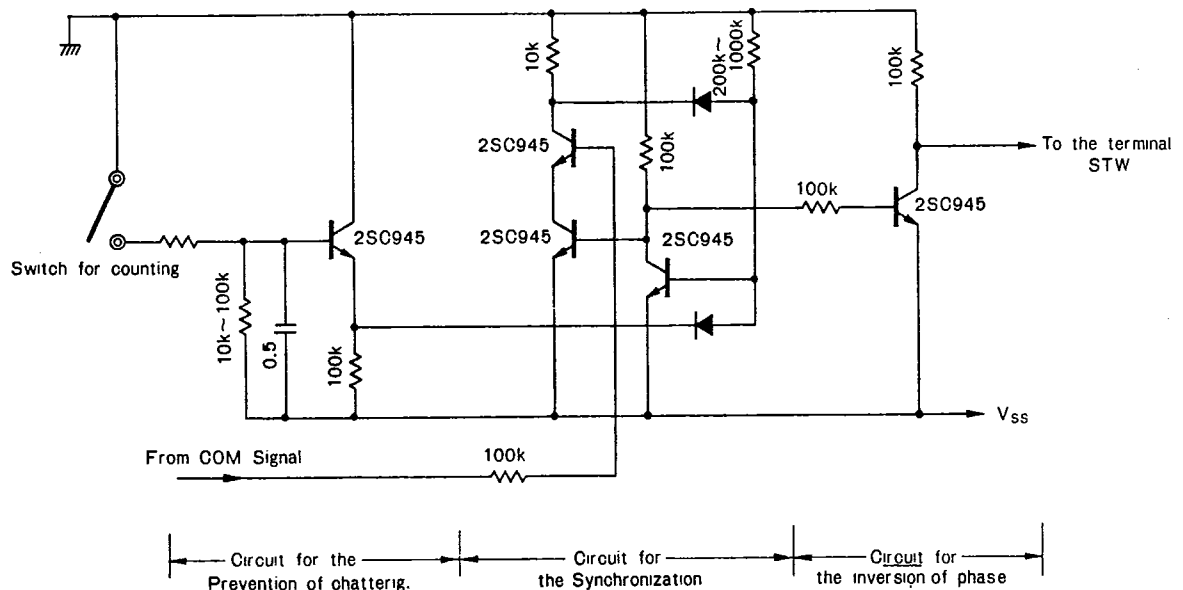 10k
200k~
1000k
100k
2SC945
100k
To the terminal
STW
100k
2SC945
2SC945
2SC945
2SC945
Switch for counting
10k~100k
0.5
100k
VSS
From COM Signal
100k
Circuit for the
Prevention of chatterig.
Circuit for
the Synchronization
Circuit for
the inversion of phase